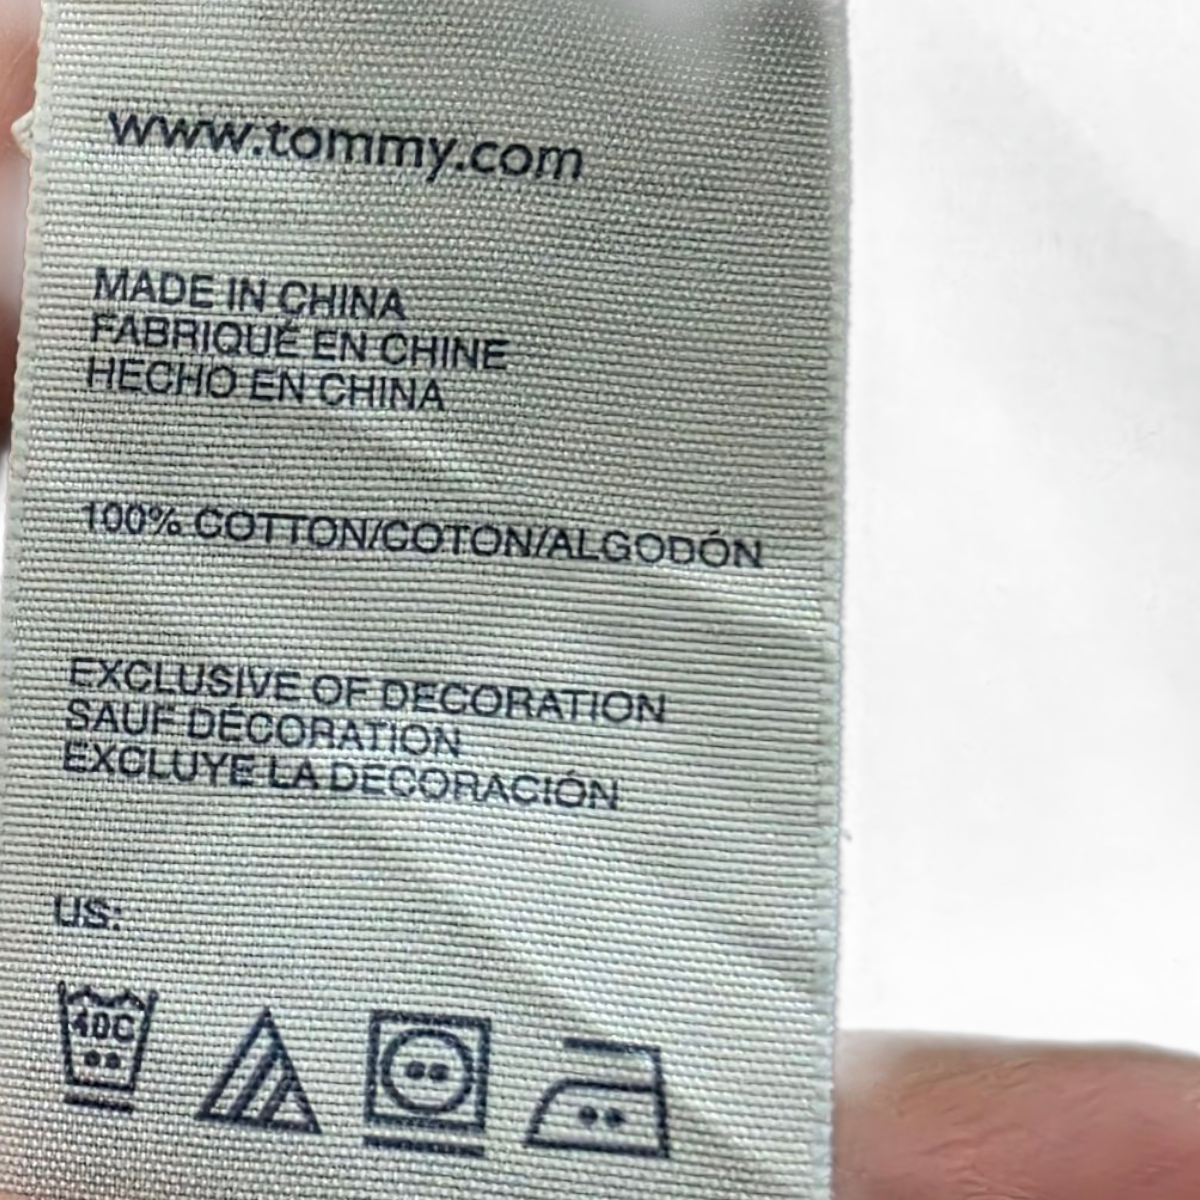 www.tommy.com
MADE IN CHINA
FABRIQUÉ EN CHINE
HECHO EN CHINA
100% COTTON/COTON/ALGODÓN
EXCLUSIVE OF DECORATION
SAUF DÉCORATION
EXCLUYE LA DECORACIÓN
US:
40C